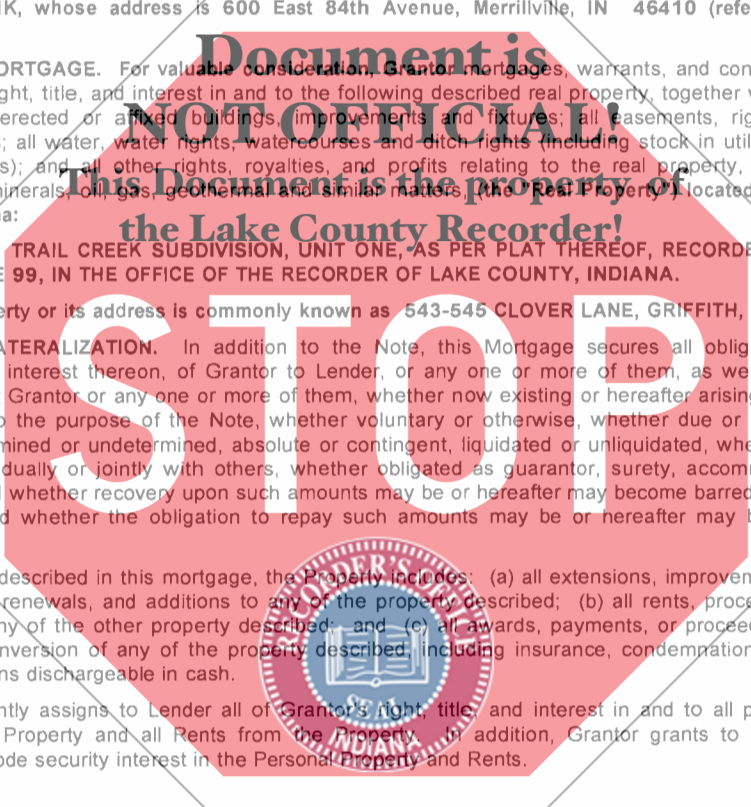 IK, whose address is 600 East 84th Avenue, Merrillville, IN 46410 (refe
Document is
ORTGAGE. For valuable consideration, Grantor mortgages, warrants, and con
ght, title, and interest in and to the following described real property, together
erected or affixed buildings, improvements and fixtures; all easements, rig
NOT OFFICIAL!
; all water, water rights, watercourses and ditch rights (including stock in util
s); and all other rights, royalties, and profits relating to the real property,
This Document is the property of
minerals, oil, gas, geothermal and similar matters, (the "Real Property") located
na:
the Lake County Recorder!
TRAIL CREEK SUBDIVISION, UNIT ONE, AS PER PLAT THEREOF, RECORDE
E 99, IN THE OFFICE OF THE RECORDER OF LAKE COUNTY, INDIANA.
erty or its address is commonly known as 543-545 CLOVER LANE, GRIFFITH,
STOP
ATERALIZATION. In addition to the Note, this Mortgage secures all oblig
interest thereon, of Grantor to Lender, or any one or more of them, as we
Grantor or any one or more of them, whether now existing or hereafter arising
o the purpose of the Note, whether voluntary or otherwise, whether due or
mined or undetermined, absolute or contingent, liquidated or unliquidated, whe
dually or jointly with others, whether obligated as guarantor, surety, accomm
d whether recovery upon such amounts may be or hereafter may become barred
d whether the obligation to repay such amounts may be or hereafter may b
described in this mortgage, the Property includes: (a) all extensions, improvem
renewals, and additions to any of the property described; (b) all rents, proce
ny of the other property described; and (c) all awards, payments, or proceed
nversion of any of the property described, including insurance, condemnation
ns dischargeable in cash.
RECORDER'S OFFICE
SEAL
INDIANA
ntly assigns to Lender all of Grantor's right, title, and interest in and to all p
Property and all Rents from the Property. In addition, Grantor grants to
ode security interest in the Personal Property and Rents.